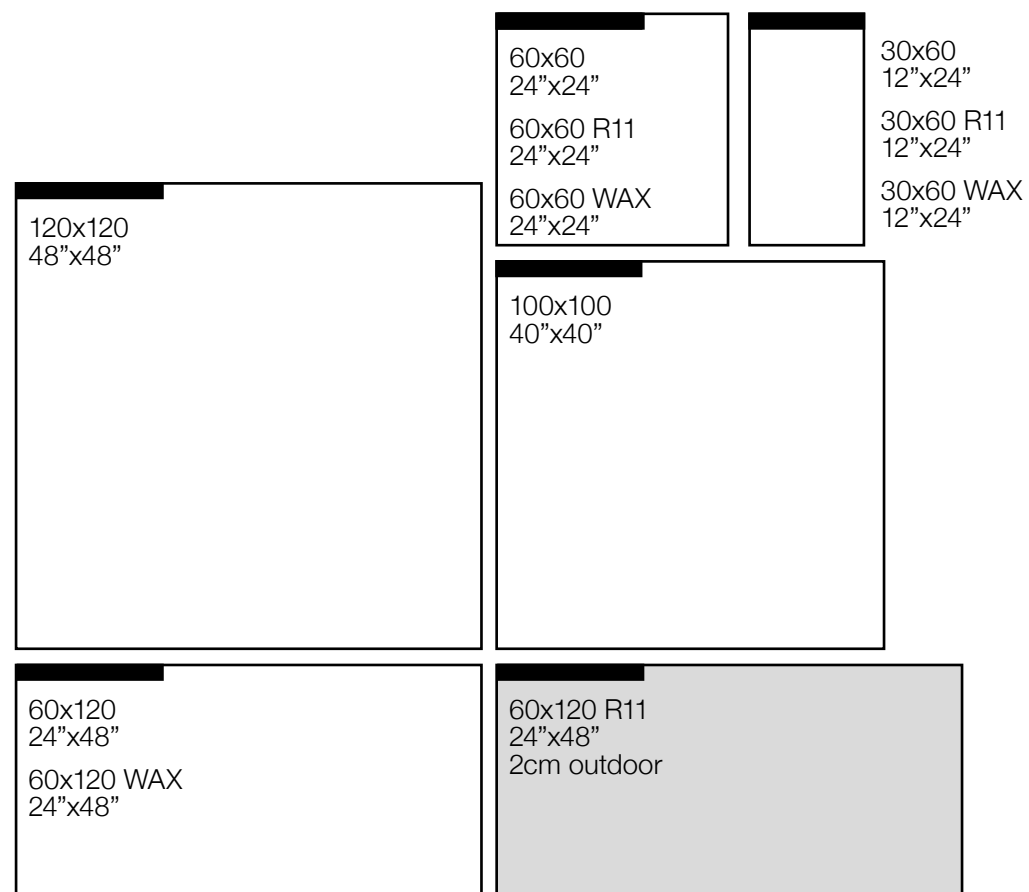 60x60
24”x24”
60x60 R11
24”x24”
60x60 WAX
24”x24”
30x60
12”x24”
30x60 R11
12”x24”
30x60 WAX
12”x24”
120x120
48”x48”
100x100
40”x40”
60x120
24”x48”
60x120 WAX
24”x48”
60x120 R11
24”x48”
2cm outdoor